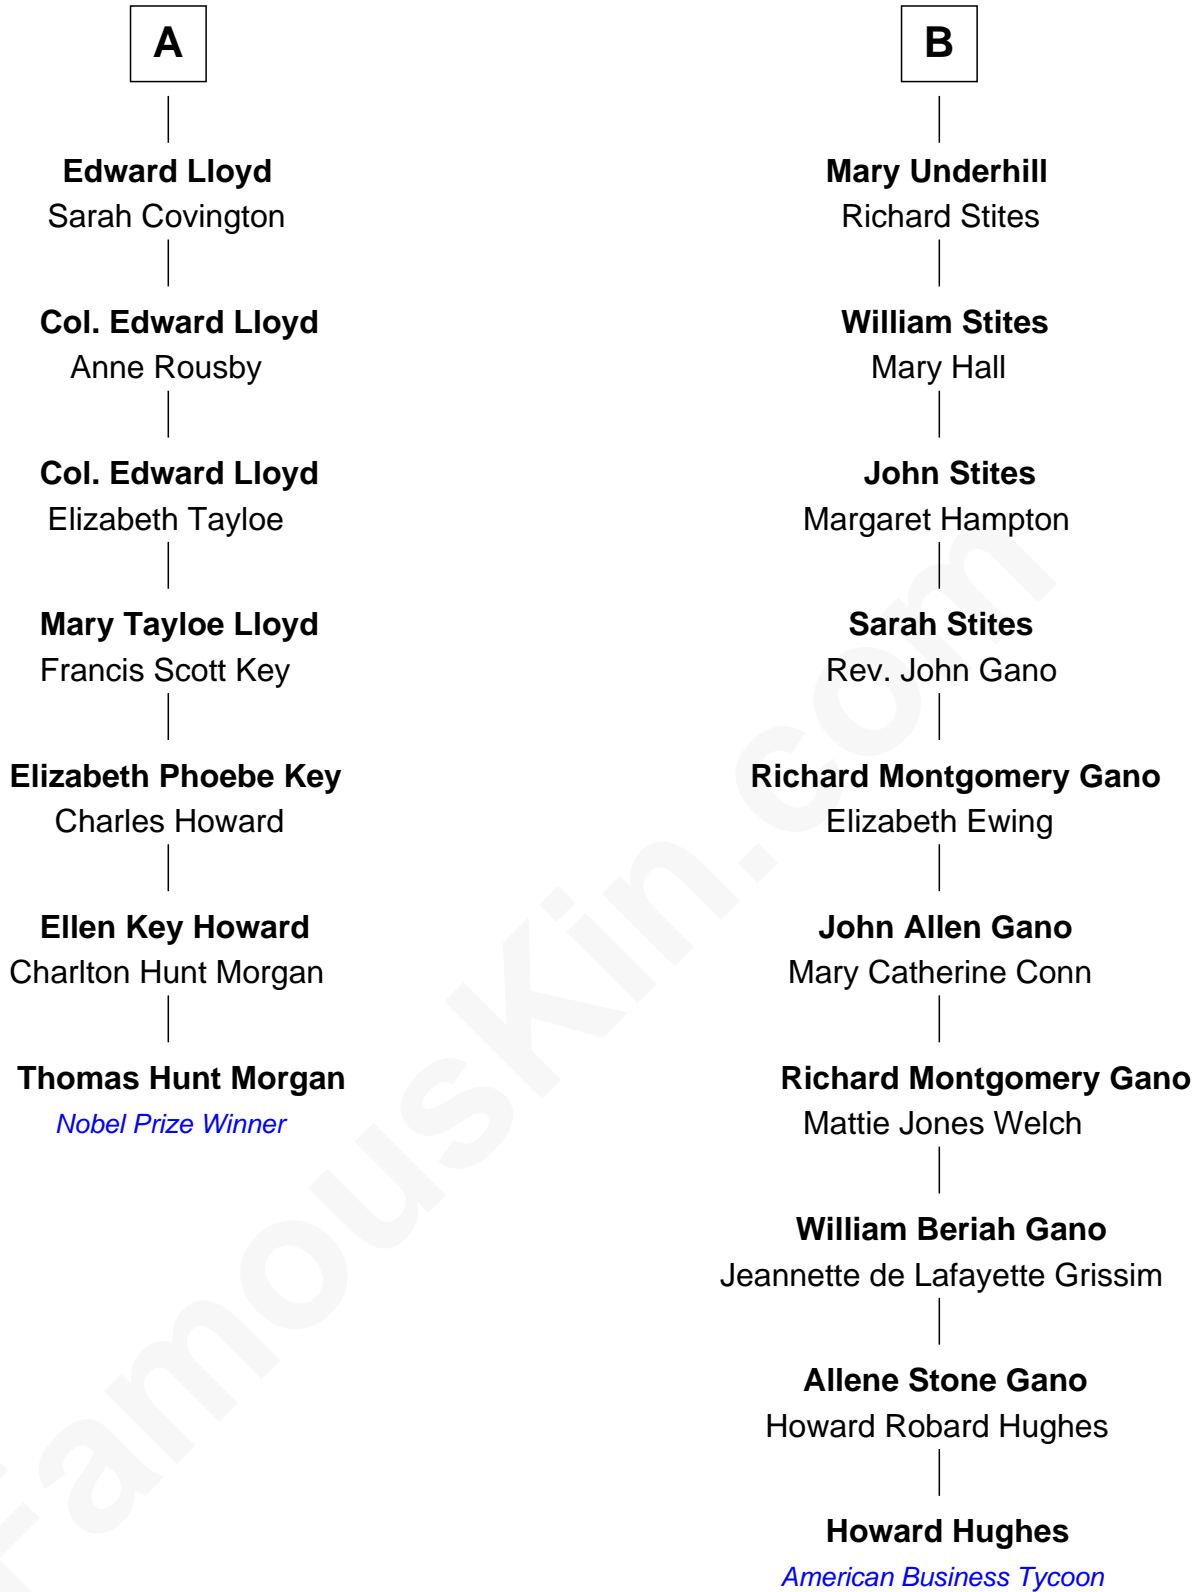 A
Edward Lloyd
Sarah Covington
Col. Edward Lloyd
Anne Rousby
Col. Edward Lloyd
Elizabeth Tayloe
Mary Tayloe Lloyd
Francis Scott Key
Elizabeth Phoebe Key
Charles Howard
Ellen Key Howard
Charlton Hunt Morgan
Thomas Hunt Morgan
Nobel Prize Winner
B
Mary Underhill
Richard Stites
William Stites
Mary Hall
John Stites
Margaret Hampton
Sarah Stites
Rev. John Gano
Richard Montgomery Gano
Elizabeth Ewing
John Allen Gano
Mary Catherine Conn
Richard Montgomery Gano
Mattie Jones Welch
William Beriah Gano
Jeannette de Lafayette Grissim
Allene Stone Gano
Howard Robard Hughes
Howard Hughes
American Business Tycoon
FamousKin.com